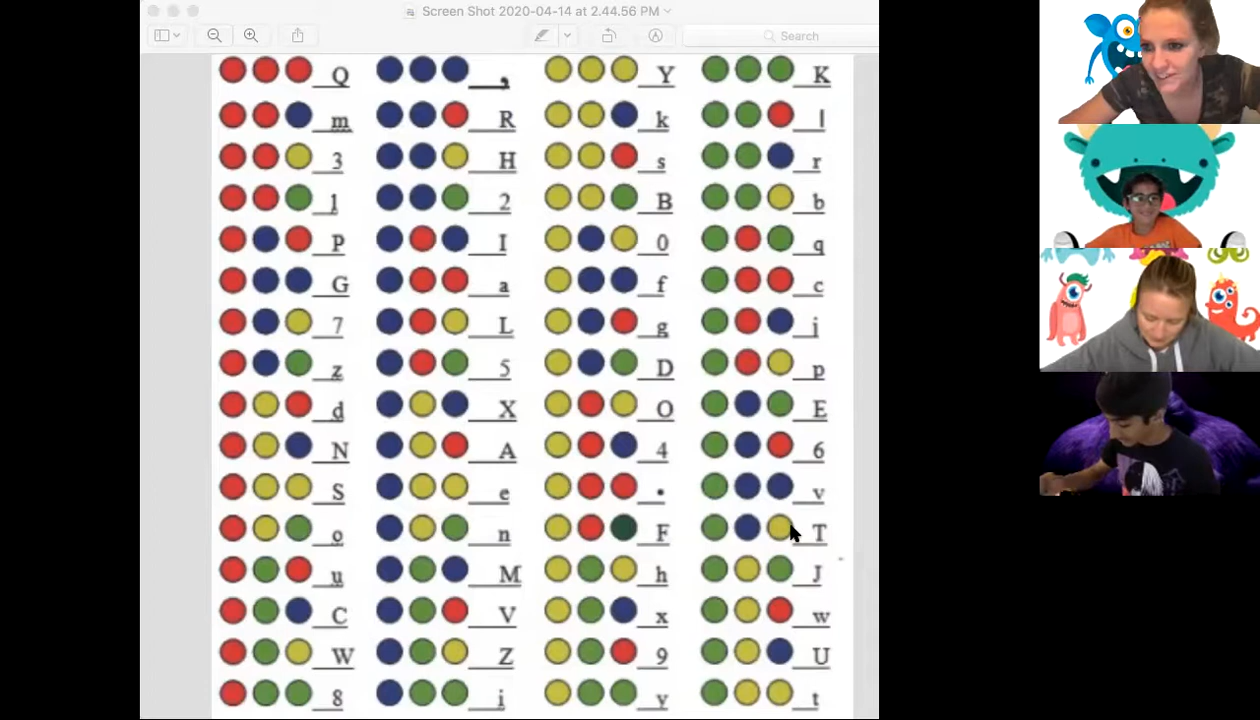 Screen Shot 2020-04-14 at 2.44.56 PM
Search
Q , Y K
m R k l
3 H s r
1 2 B b
P I 0 q
G a f c
7 L g j
z 5 D p
d X O E
N A 4 6
S e . v
o n F T
u M h J
C V x w
W Z 9 U
8 i y t